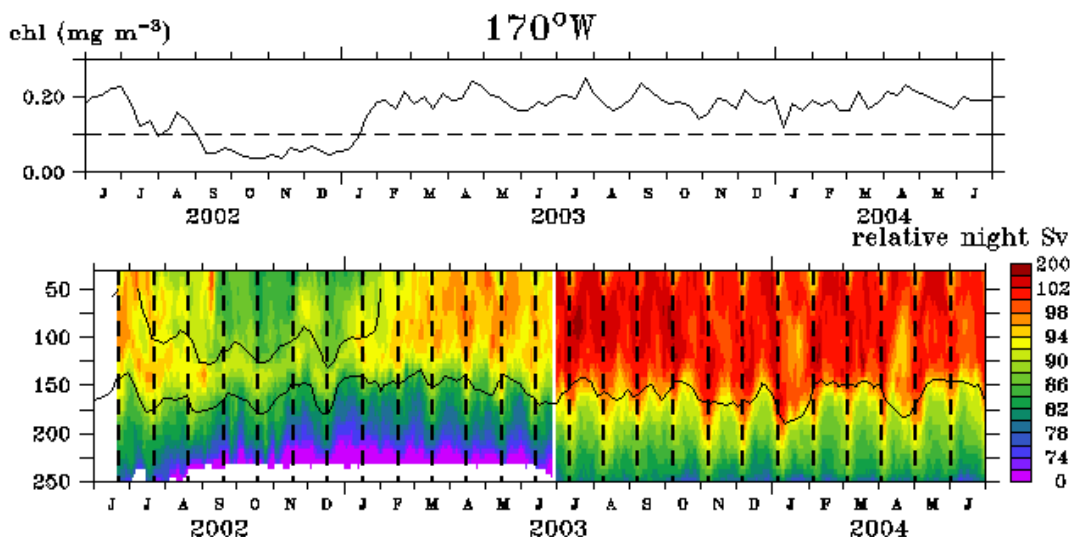 chl (mg m⁻³)
170°W
0.20
0.00
J J A S O N D J F M A M J J A S O N D J F M A M J
2002 2003 2004
relative night Sv
50
100
150
200
250
200
102
98
94
90
86
82
78
74
0
J J A S O N D J F M A M J J A S O N D J F M A M J
2002 2003 2004